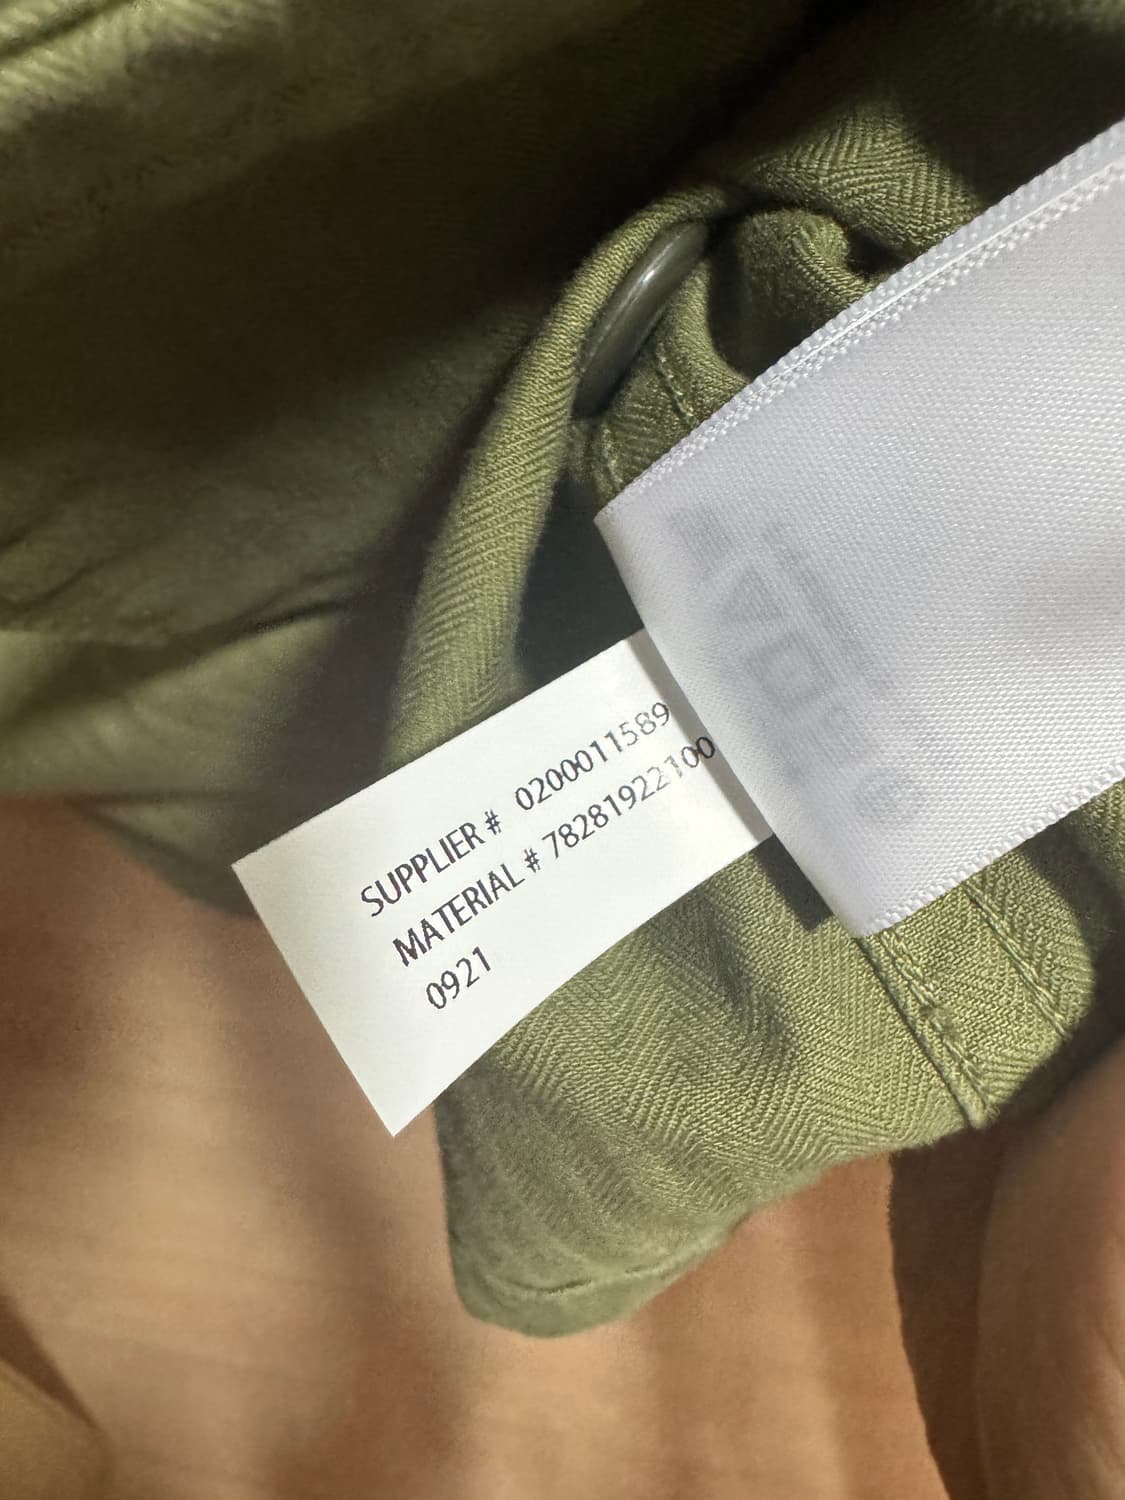 SUPPLIER # 0200011589
MATERIAL # 78281922100
0921